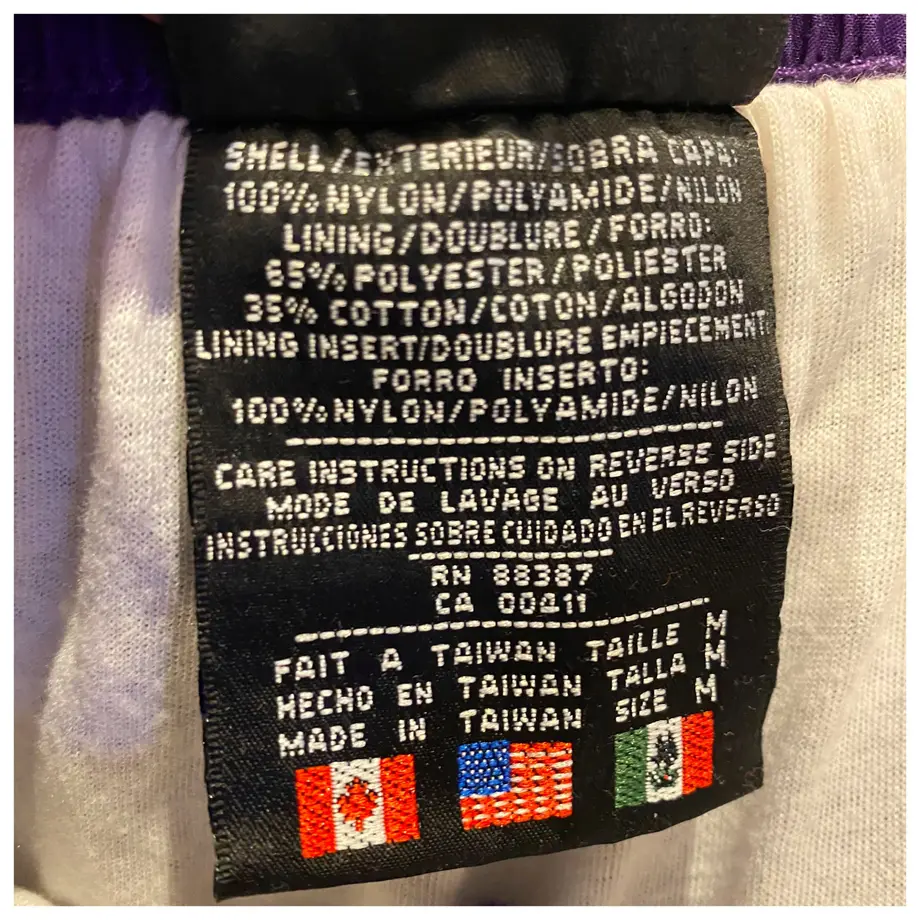 SHELL/EXTERIEUR/SOBRA CAPA:
100% NYLON/POLYAMIDE/NILON
LINING/DOUBLURE/FORRO:
65% POLYESTER/POLIESTER
35% COTTON/COTON/ALGODON
LINING INSERT/DOUBLURE EMPIECEMENT/
FORRO INSERTO:
100% NYLON/POLYAMIDE/NILON
CARE INSTRUCTIONS ON REVERSE SIDE
MODE DE LAVAGE AU VERSO
INSTRUCCIONES SOBRE CUIDADO EN EL REVERSO
RN 88387
CA 00411
FAIT A TAIWAN TAILLE M
HECHO EN TAIWAN TALLA M
MADE IN TAIWAN SIZE M